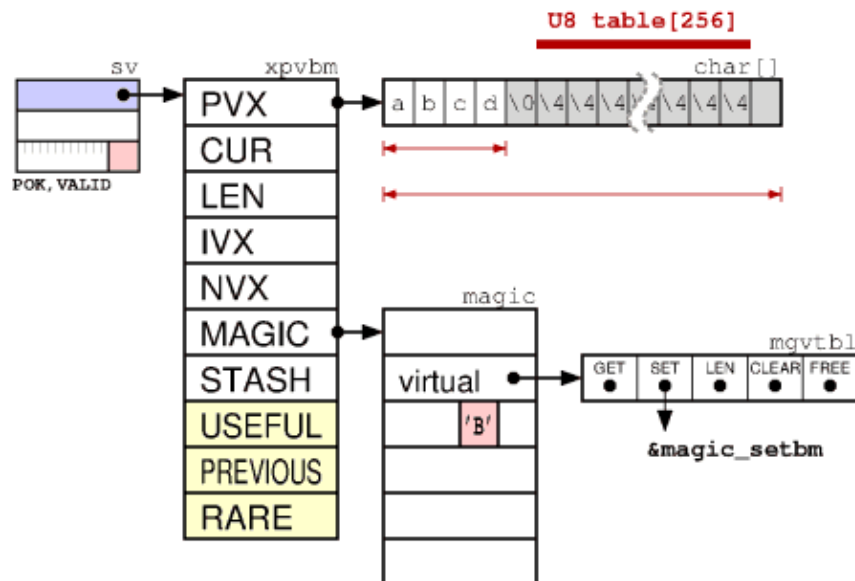 U8 table[256]
sv
xpvbm
char[]
PVX
a b c d \0 \4 \4 \4 \4 \4 \4 \4
CUR
POK,VALID
LEN
IVX
NVX
magic
MAGIC
mgvtbl
STASH
virtual
GET SET LEN CLEAR FREE
USEFUL
'B'
&magic_setbm
PREVIOUS
RARE